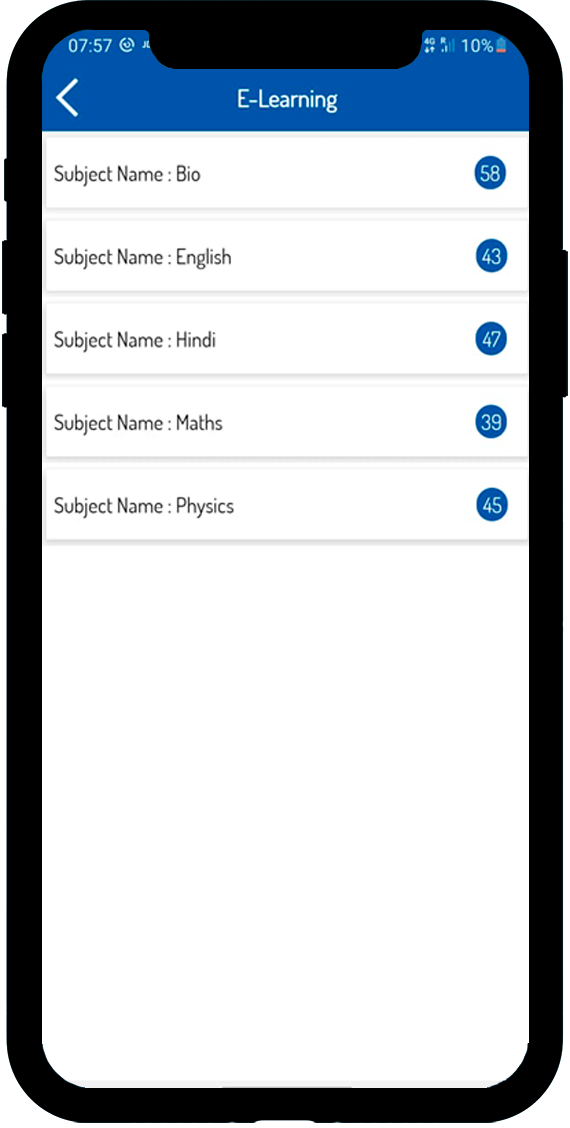 07:57 4G R 10%
E-Learning
Subject Name : Bio 58
Subject Name : English 43
Subject Name : Hindi 47
Subject Name : Maths 39
Subject Name : Physics 45